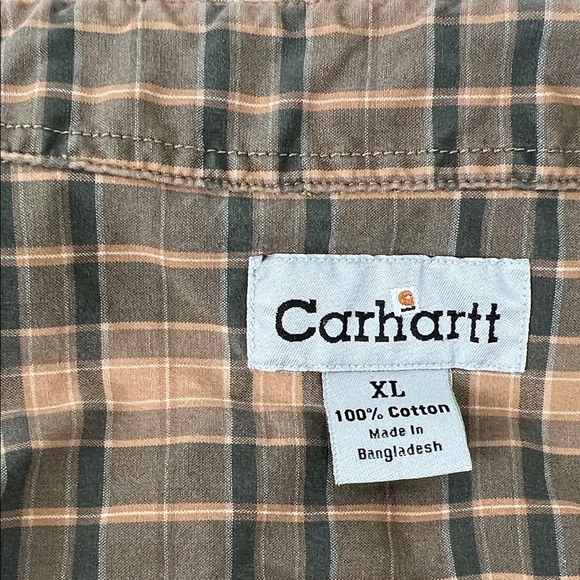 Carhartt
XL
100% Cotton
Made In
Bangladesh